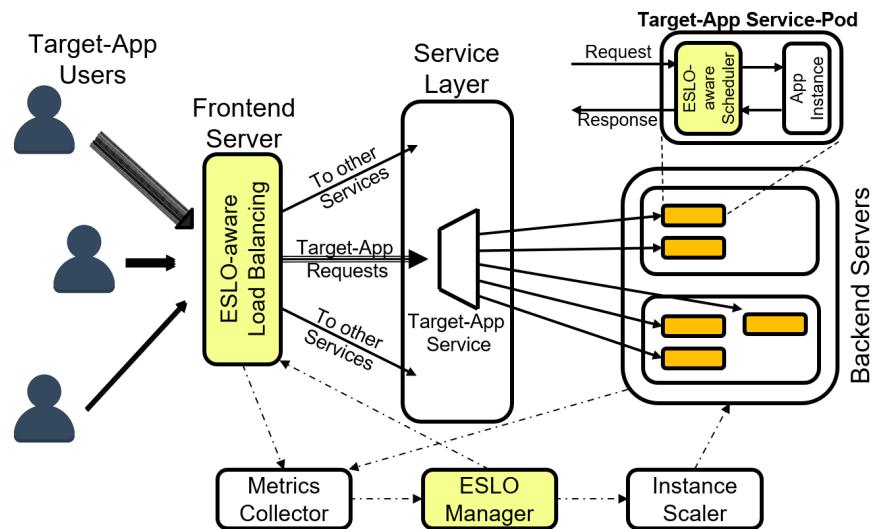 Target-App
Users
Frontend
Server
ESLO-aware
Load Balancing
To other
Services
Target-App
Requests
To other
Services
Service
Layer
Target-App
Service
Target-App Service-Pod
Request
Response
ESLO-
aware
Scheduler
App
Instance
Backend Servers
Metrics
Collector
ESLO
Manager
Instance
Scaler